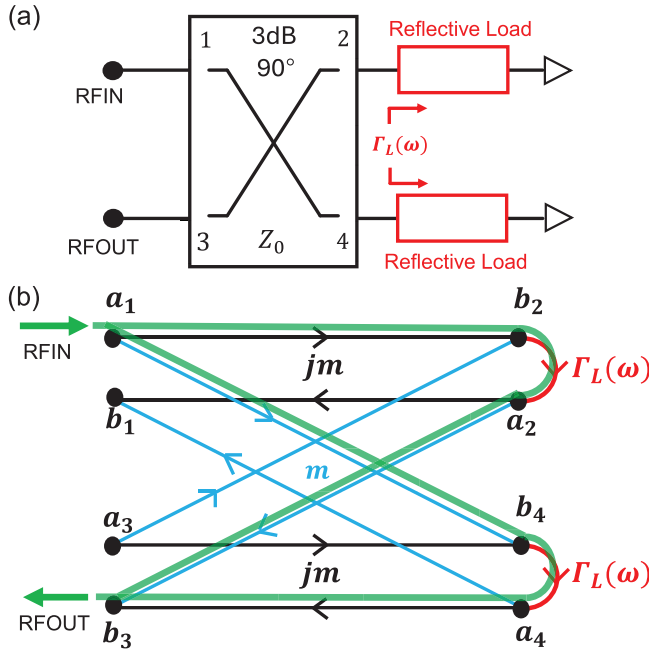 (a)
Reflective Load
1 3dB 2
90°
RFIN
Γ_L(ω)
RFOUT
3 Z_0 4
Reflective Load
(b)
a_1 b_2
RFIN
jm Γ_L(ω)
b_1 a_2
m
a_3 b_4
jm Γ_L(ω)
RFOUT
b_3 a_4